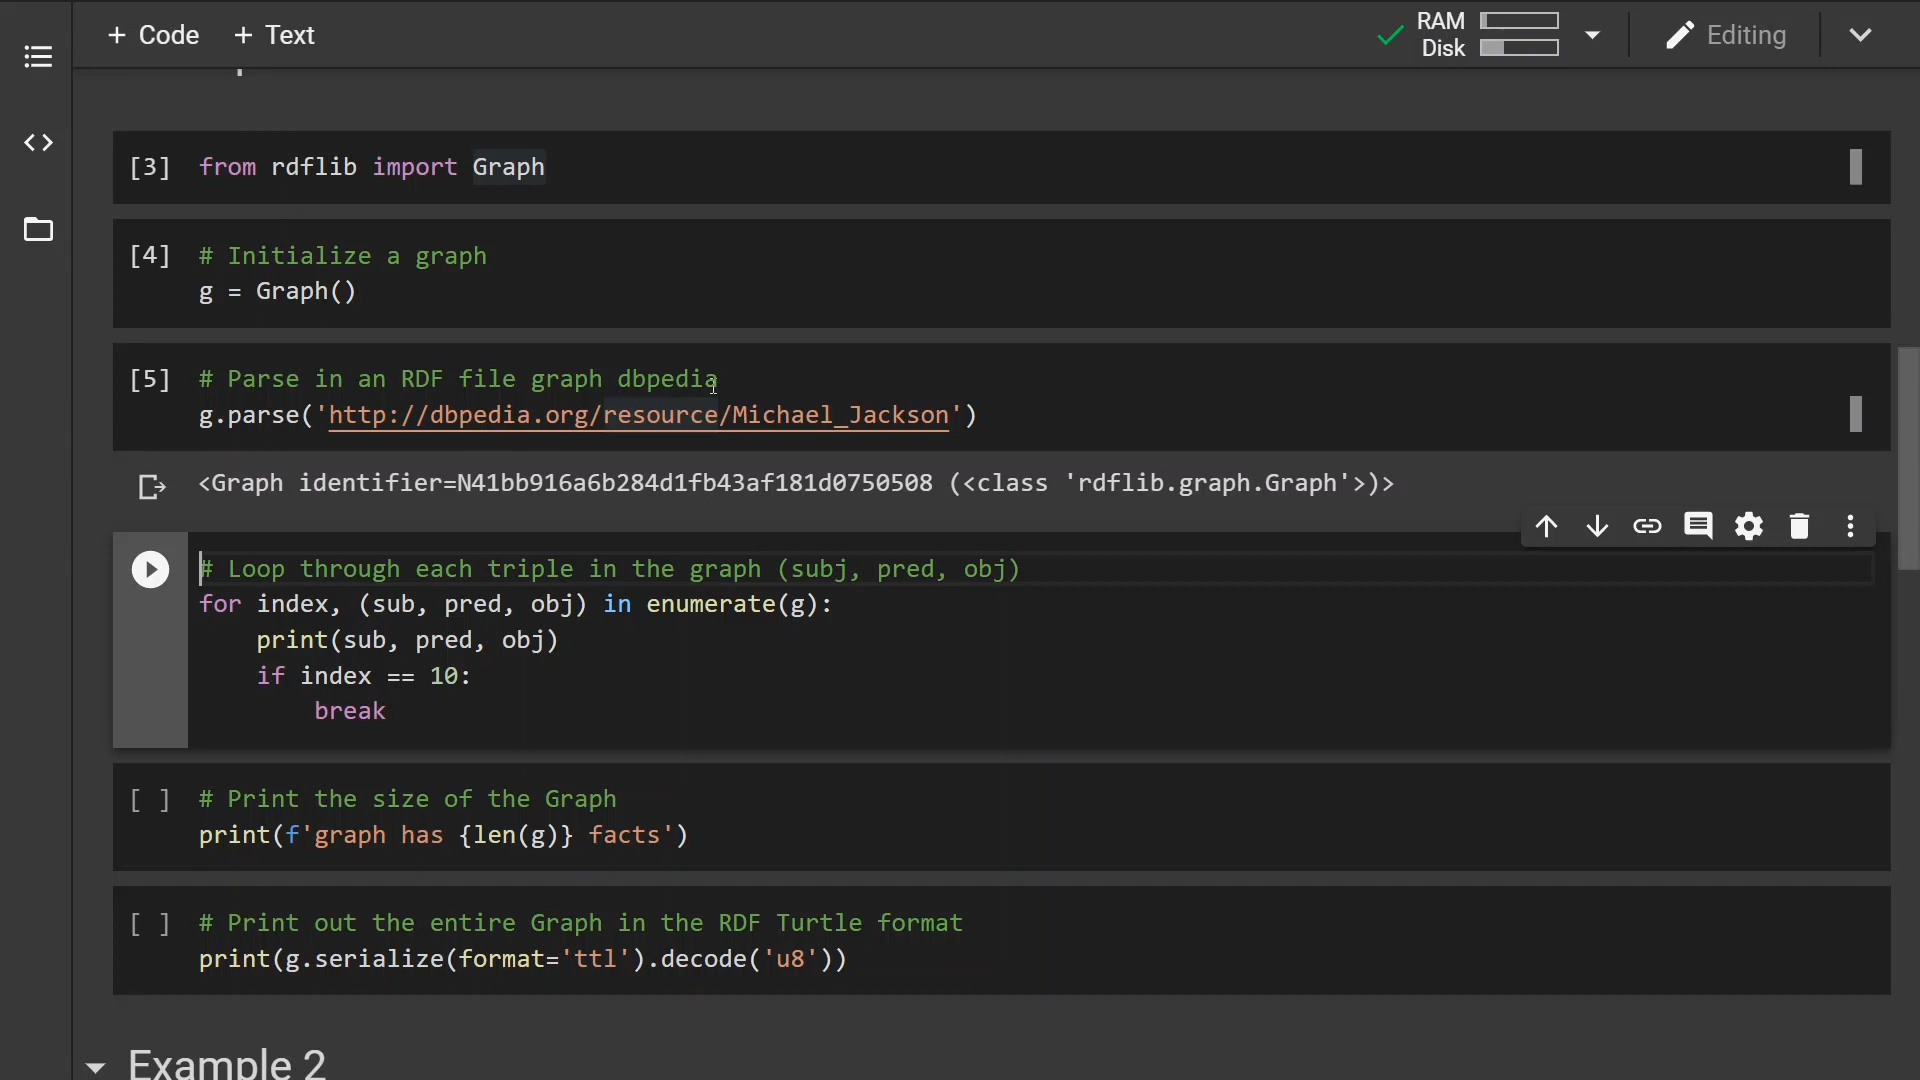 + Code + Text
RAM
Disk
Editing
[3] from rdflib import Graph
[4] # Initialize a graph
g = Graph()
[5] # Parse in an RDF file graph dbpedia
g.parse('http://dbpedia.org/resource/Michael_Jackson')
<Graph identifier=N41bb916a6b284d1fb43af181d0750508 (<class 'rdflib.graph.Graph'>)>
# Loop through each triple in the graph (subj, pred, obj)
for index, (sub, pred, obj) in enumerate(g):
    print(sub, pred, obj)
    if index == 10:
        break
[ ] # Print the size of the Graph
print(f'graph has {len(g)} facts')
[ ] # Print out the entire Graph in the RDF Turtle format
print(g.serialize(format='ttl').decode('u8'))
Example 2